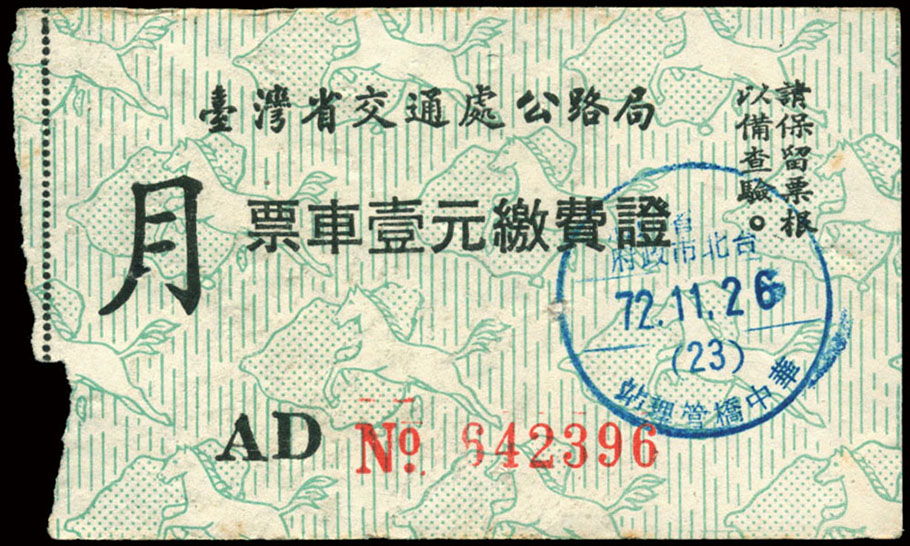 臺灣省交通處公路局
請保留票根
以備查驗。
月
票車壹元繳費證
台北市政府
72.11.26
(23)
華中橋管理站
AD No. 642396